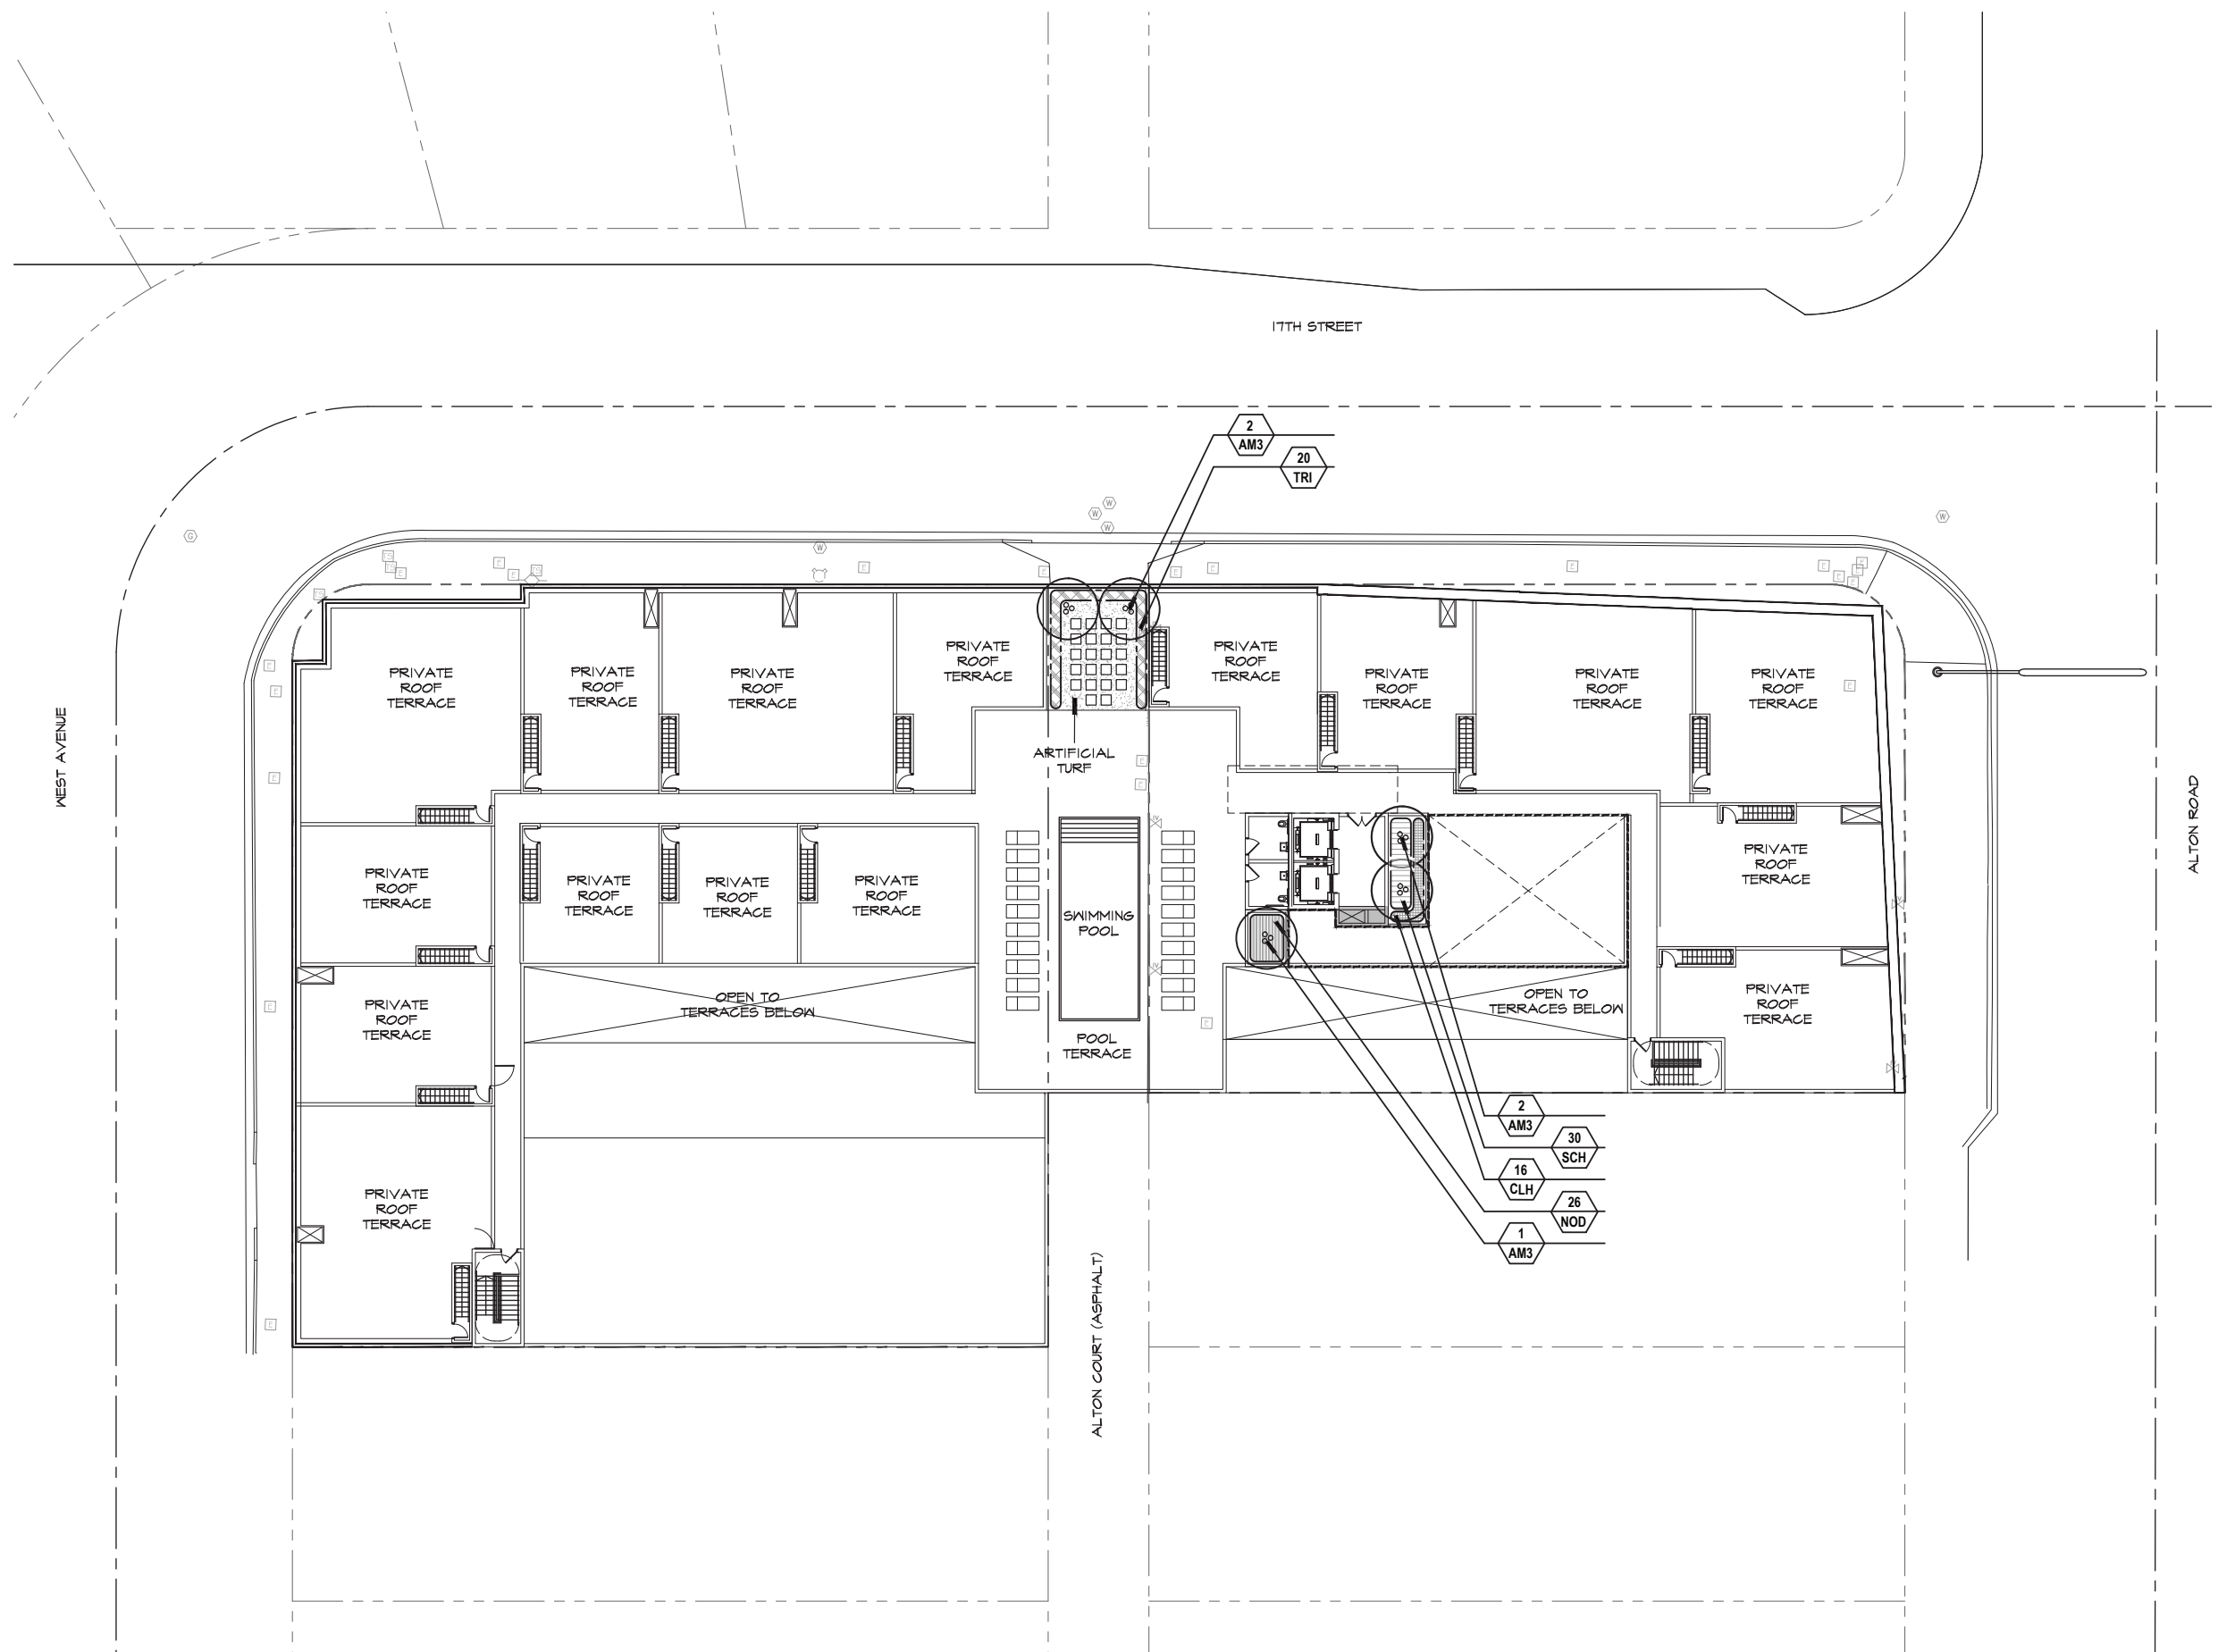 17TH STREET
2
AM3
20
TRI
W
W
W
W
W
G
E
E
E
E
E
E
E
E
E
PRIVATE
ROOF
TERRACE
PRIVATE
ROOF
TERRACE
PRIVATE
ROOF
TERRACE
PRIVATE
ROOF
TERRACE
PRIVATE
ROOF
TERRACE
PRIVATE
ROOF
TERRACE
PRIVATE
ROOF
TERRACE
PRIVATE
ROOF
TERRACE
WEST AVENUE
ARTIFICIAL
TURF
ALTON ROAD
PRIVATE
ROOF
TERRACE
PRIVATE
ROOF
TERRACE
PRIVATE
ROOF
TERRACE
PRIVATE
ROOF
TERRACE
SWIMMING
POOL
PRIVATE
ROOF
TERRACE
PRIVATE
ROOF
TERRACE
OPEN TO
TERRACES BELOW
OPEN TO
TERRACES BELOW
PRIVATE
ROOF
TERRACE
POOL
TERRACE
2
AM3
30
SCH
16
CLH
26
NOD
1
AM3
PRIVATE
ROOF
TERRACE
ALTON COURT (ASPHALT)